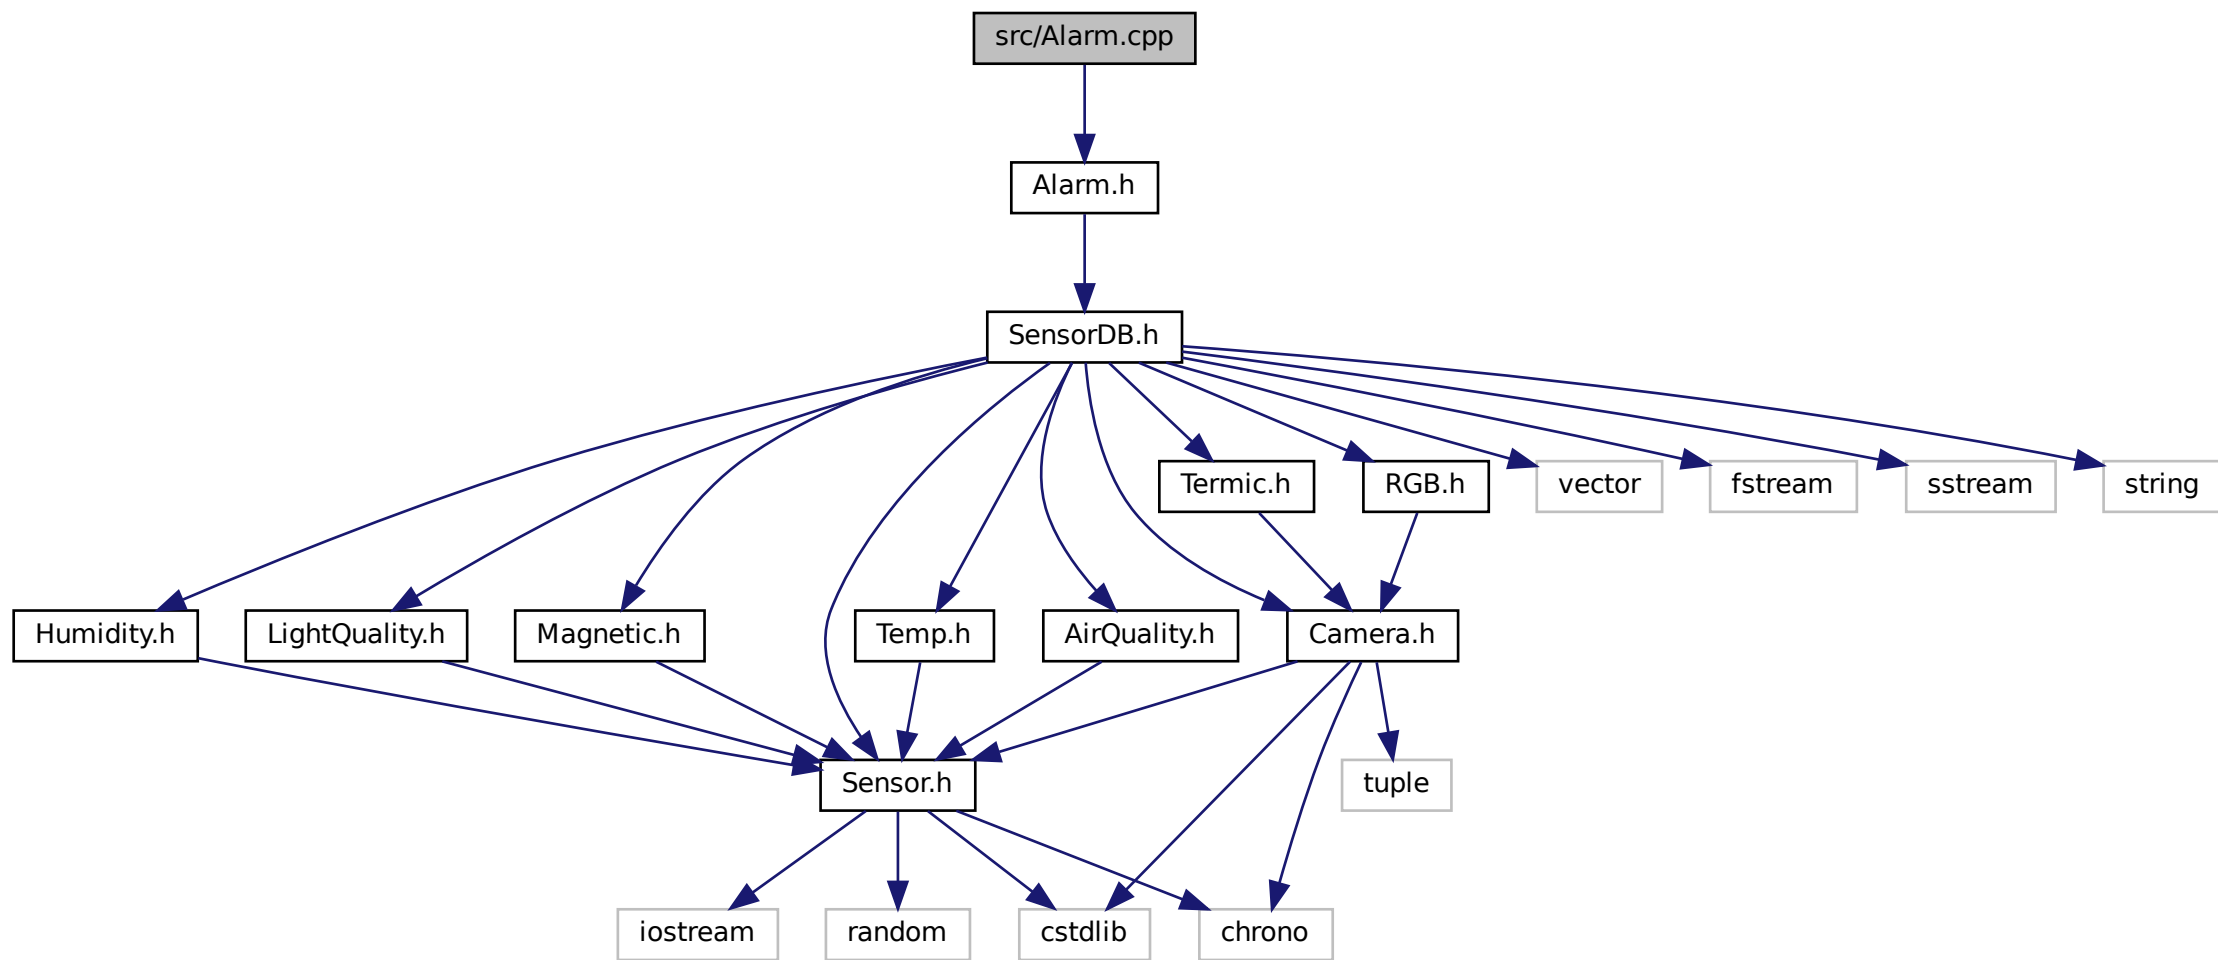 src/Alarm.cpp
Alarm.h
SensorDB.h
Termic.h
RGB.h
vector
fstream
sstream
string
Humidity.h
LightQuality.h
Magnetic.h
Temp.h
AirQuality.h
Camera.h
Sensor.h
tuple
iostream
random
cstdlib
chrono